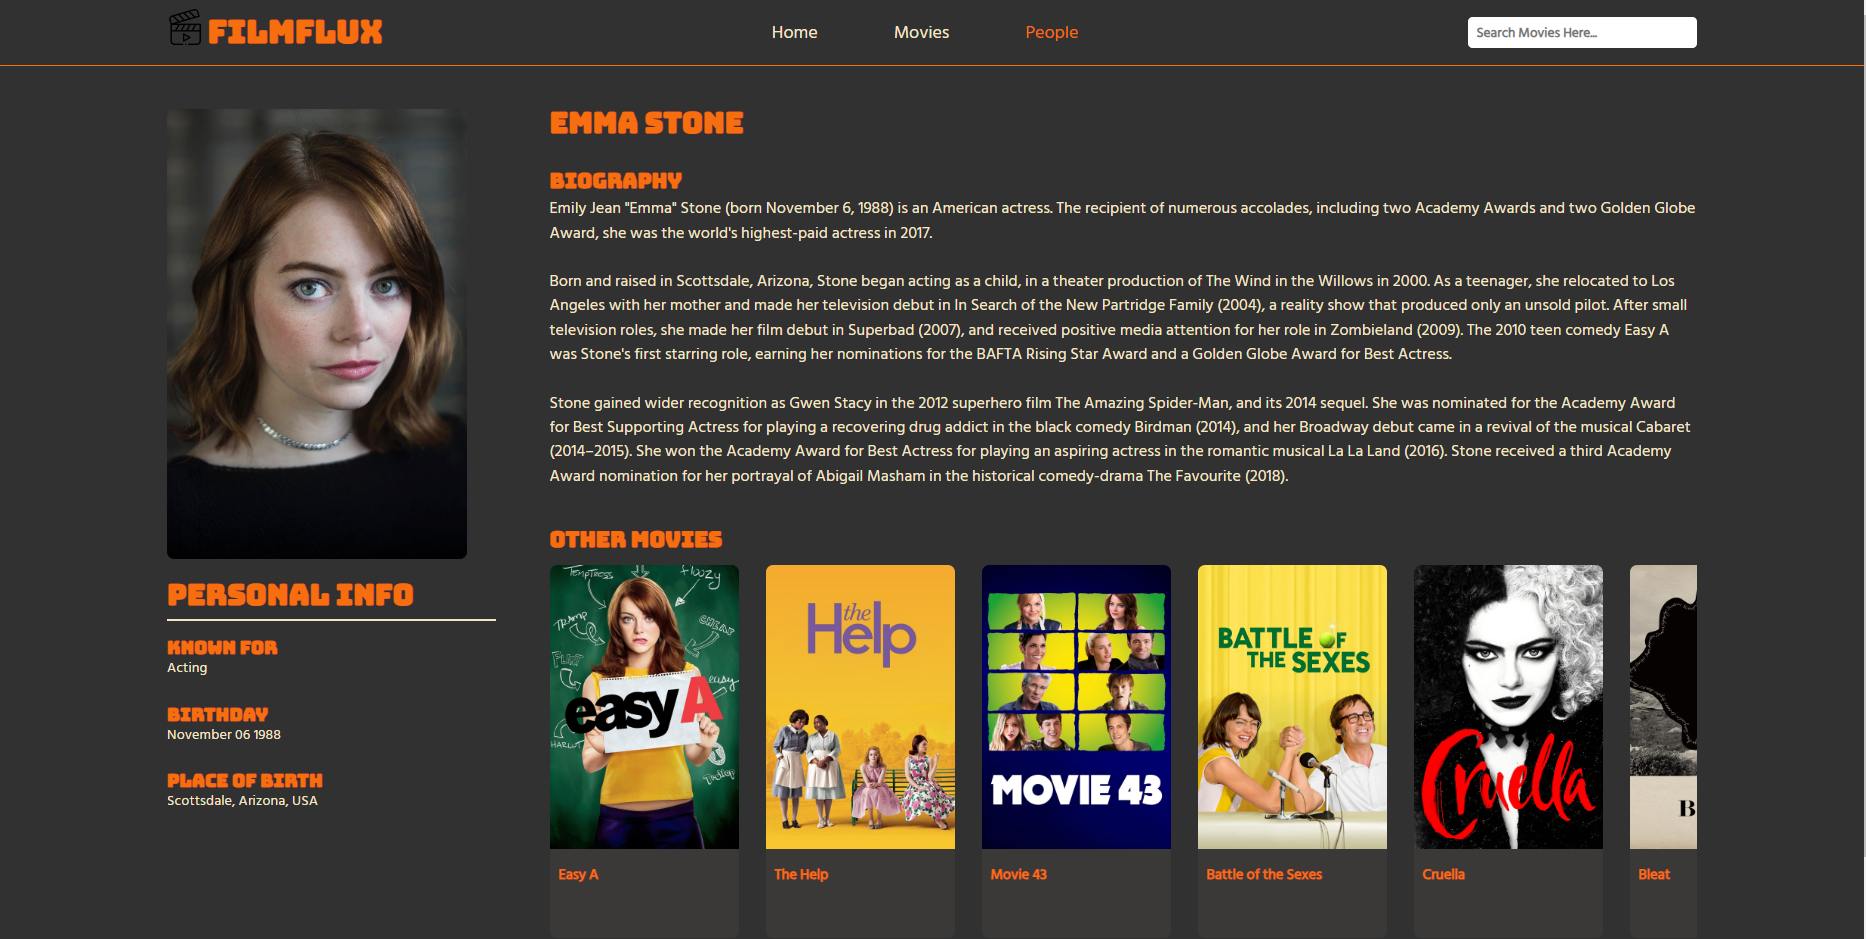 FILMFLUX
Home
Movies
People
Search Movies Here...
EMMA STONE
BIOGRAPHY
Emily Jean "Emma" Stone (born November 6, 1988) is an American actress. The recipient of numerous accolades, including two Academy Awards and two Golden Globe
Award, she was the world's highest-paid actress in 2017.
Born and raised in Scottsdale, Arizona, Stone began acting as a child, in a theater production of The Wind in the Willows in 2000. As a teenager, she relocated to Los
Angeles with her mother and made her television debut in In Search of the New Partridge Family (2004), a reality show that produced only an unsold pilot. After small
television roles, she made her film debut in Superbad (2007), and received positive media attention for her role in Zombieland (2009). The 2010 teen comedy Easy A
was Stone's first starring role, earning her nominations for the BAFTA Rising Star Award and a Golden Globe Award for Best Actress.
Stone gained wider recognition as Gwen Stacy in the 2012 superhero film The Amazing Spider-Man, and its 2014 sequel. She was nominated for the Academy Award
for Best Supporting Actress for playing a recovering drug addict in the black comedy Birdman (2014), and her Broadway debut came in a revival of the musical Cabaret
(2014–2015). She won the Academy Award for Best Actress for playing an aspiring actress in the romantic musical La La Land (2016). Stone received a third Academy
Award nomination for her portrayal of Abigail Masham in the historical comedy-drama The Favourite (2018).
PERSONAL INFO
KNOWN FOR
Acting
BIRTHDAY
November 06 1988
PLACE OF BIRTH
Scottsdale, Arizona, USA
OTHER MOVIES
TEMPTRESS
floozy
TRAMP
CHEAP
FLIRT
easy
easy A
HARLOT
Trollop
Easy A
the
Help
The Help
MOVIE 43
Movie 43
BATTLE OF
THE SEXES
Battle of the Sexes
Cruella
Cruella
B
Bleat